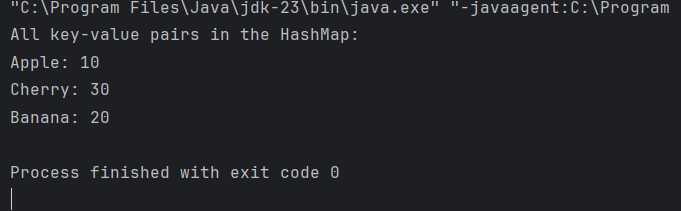 "C:\Program Files\Java\jdk-23\bin\java.exe" "-javaagent:C:\Program
All key-value pairs in the HashMap:
Apple: 10
Cherry: 30
Banana: 20
Process finished with exit code 0